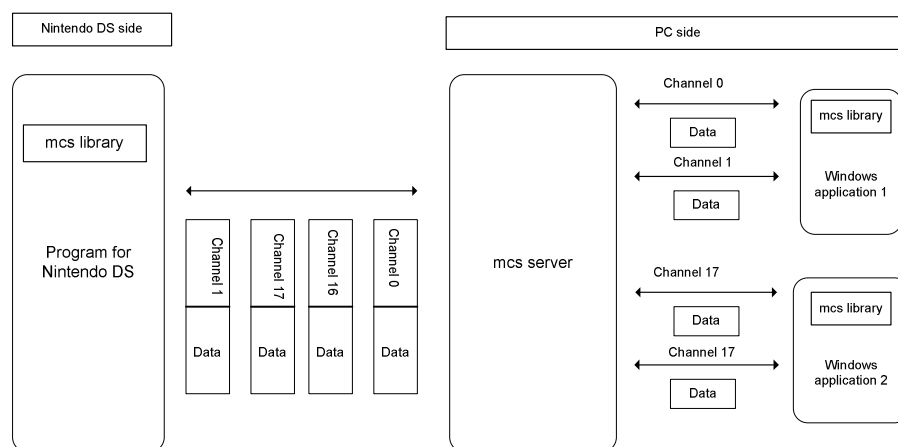 Nintendo DS side
PC side
mcs library
Program for
Nintendo DS
Channel 1
Data
Channel 17
Data
Channel 16
Data
Channel 0
Data
mcs server
Channel 0
Data
Channel 1
Data
mcs library
Windows
application 1
Channel 17
Data
Channel 17
Data
mcs library
Windows
application 2